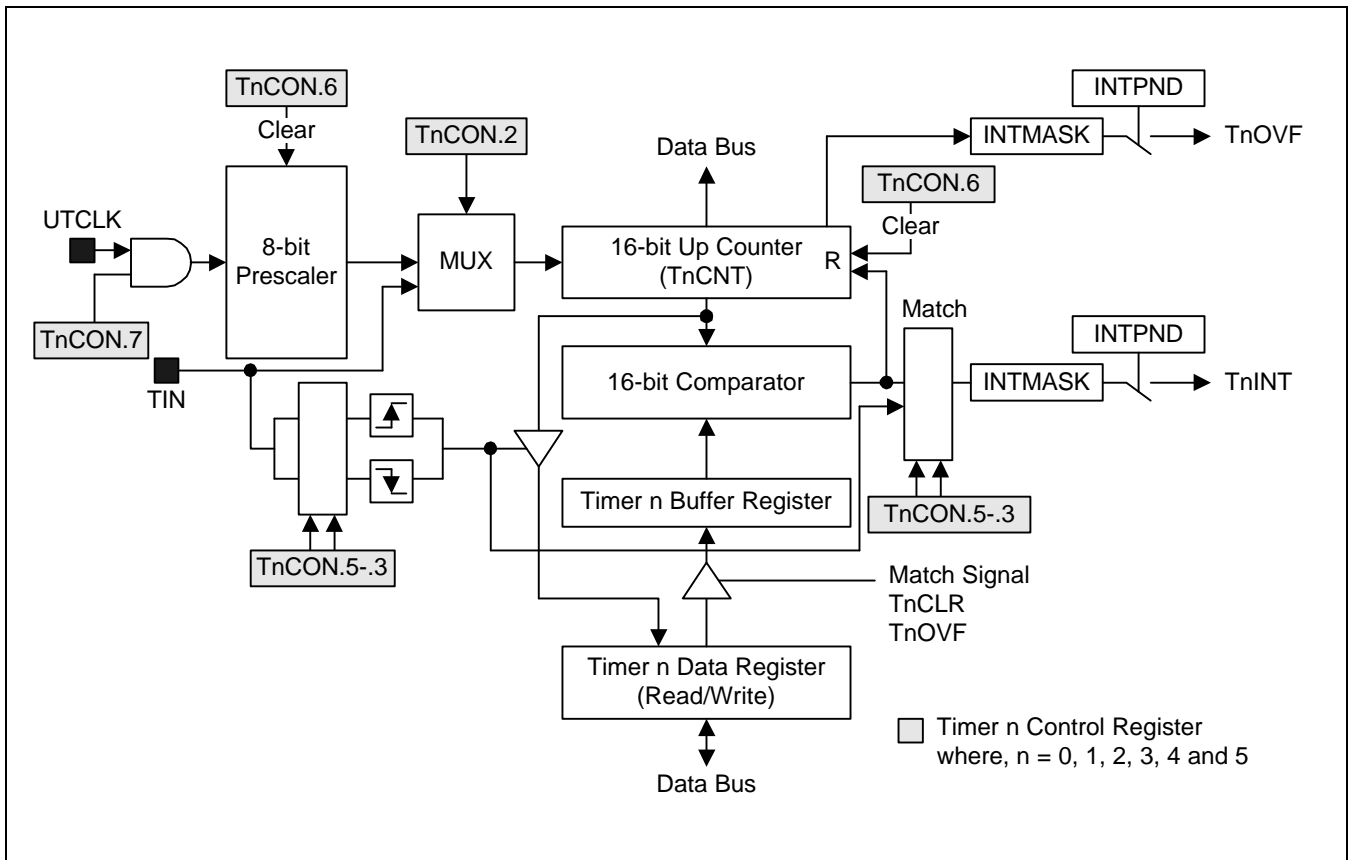 TnCON.6
Clear
INTPND
TnCON.2
Data Bus
INTMASK
TnOVF
TnCON.6
Clear
UTCLK
8-bit
Prescaler
MUX
16-bit Up Counter
(TnCNT)
R
TnCON.7
Match
INTPND
TIN
16-bit Comparator
INTMASK
TnINT
Timer n Buffer Register
TnCON.5-.3
TnCON.5-.3
Match Signal
TnCLR
TnOVF
Timer n Data Register
(Read/Write)
Timer n Control Register
where, n = 0, 1, 2, 3, 4 and 5
Data Bus